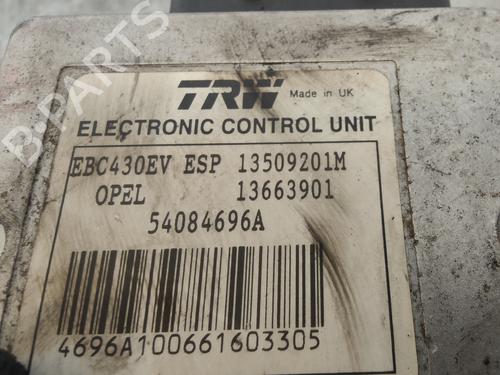 TRW Made in UK
ELECTRONIC CONTROL UNIT
EBC430EV ESP 13509201M
OPEL 13663901
54084696A
4696A100661603305
B-PARTS